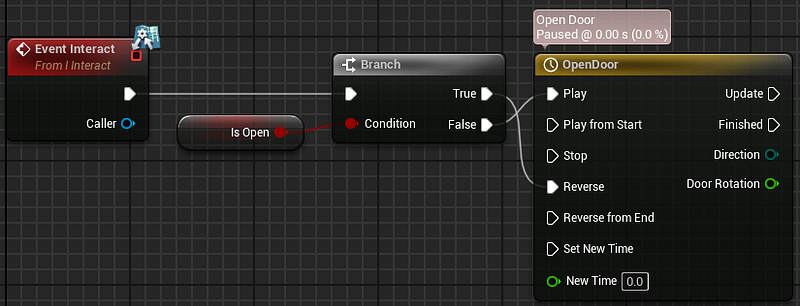 Open Door
Paused @ 0.00 s (0.0 %)
Event Interact
From I Interact
Caller
Is Open
Branch
True
Condition
False
OpenDoor
Play
Update
Play from Start
Finished
Stop
Direction
Reverse
Door Rotation
Reverse from End
Set New Time
New Time 0.0